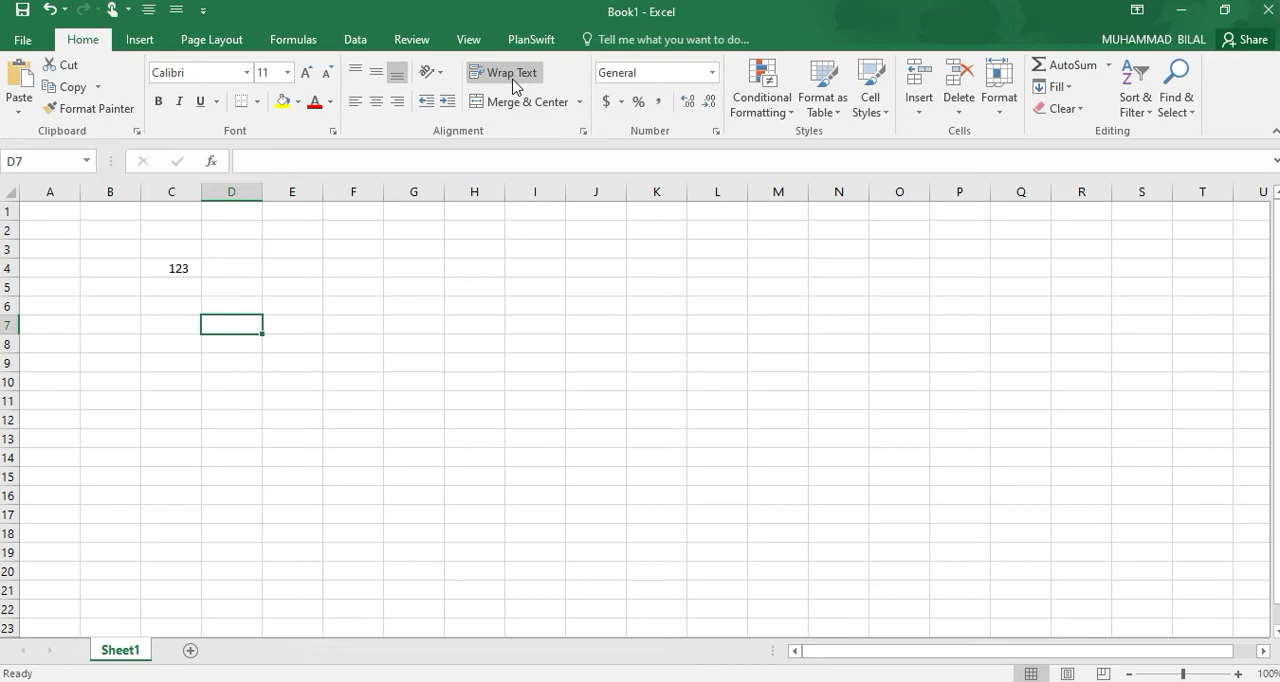 Book1 - Excel
File Home Insert Page Layout Formulas Data Review View PlanSwift Tell me what you want to do... MUHAMMAD BILAL Share
Paste
Cut
Copy
Format Painter
Clipboard
Calibri 11
B I U
Font
Wrap Text
Merge & Center
Alignment
General
$ % ,
Number
Conditional
Formatting
Format as
Table
Cell
Styles
Styles
Insert
Delete
Format
Cells
AutoSum
Fill
Clear
Sort &
Filter
Find &
Select
Editing
D7 fx
A B C D E F G H I J K L M N O P Q R S T U
1
2
3
4 123
5
6
7
8
9
10
11
12
13
14
15
16
17
18
19
20
21
22
23
Sheet1
Ready 100%